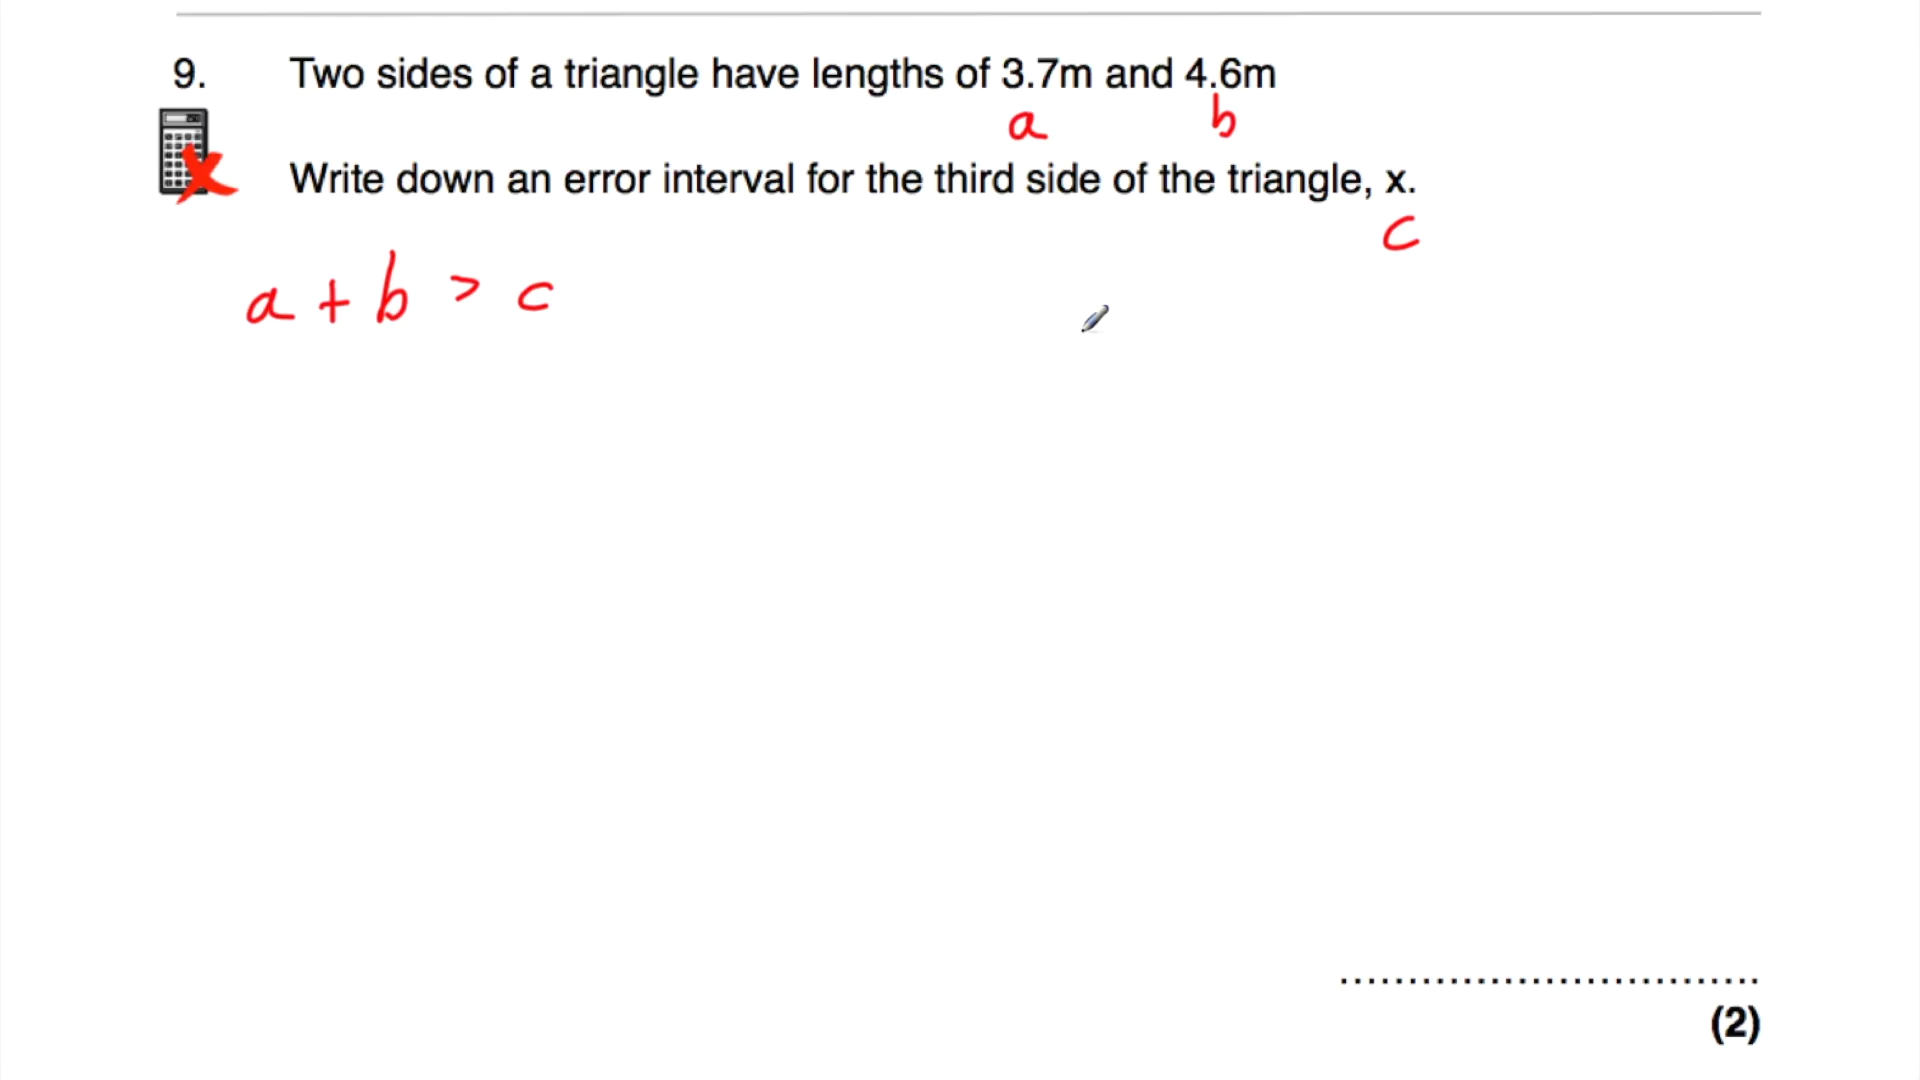 9. Two sides of a triangle have lengths of 3.7m and 4.6m
a b
Write down an error interval for the third side of the triangle, x.
c
a + b > c
..............................
(2)